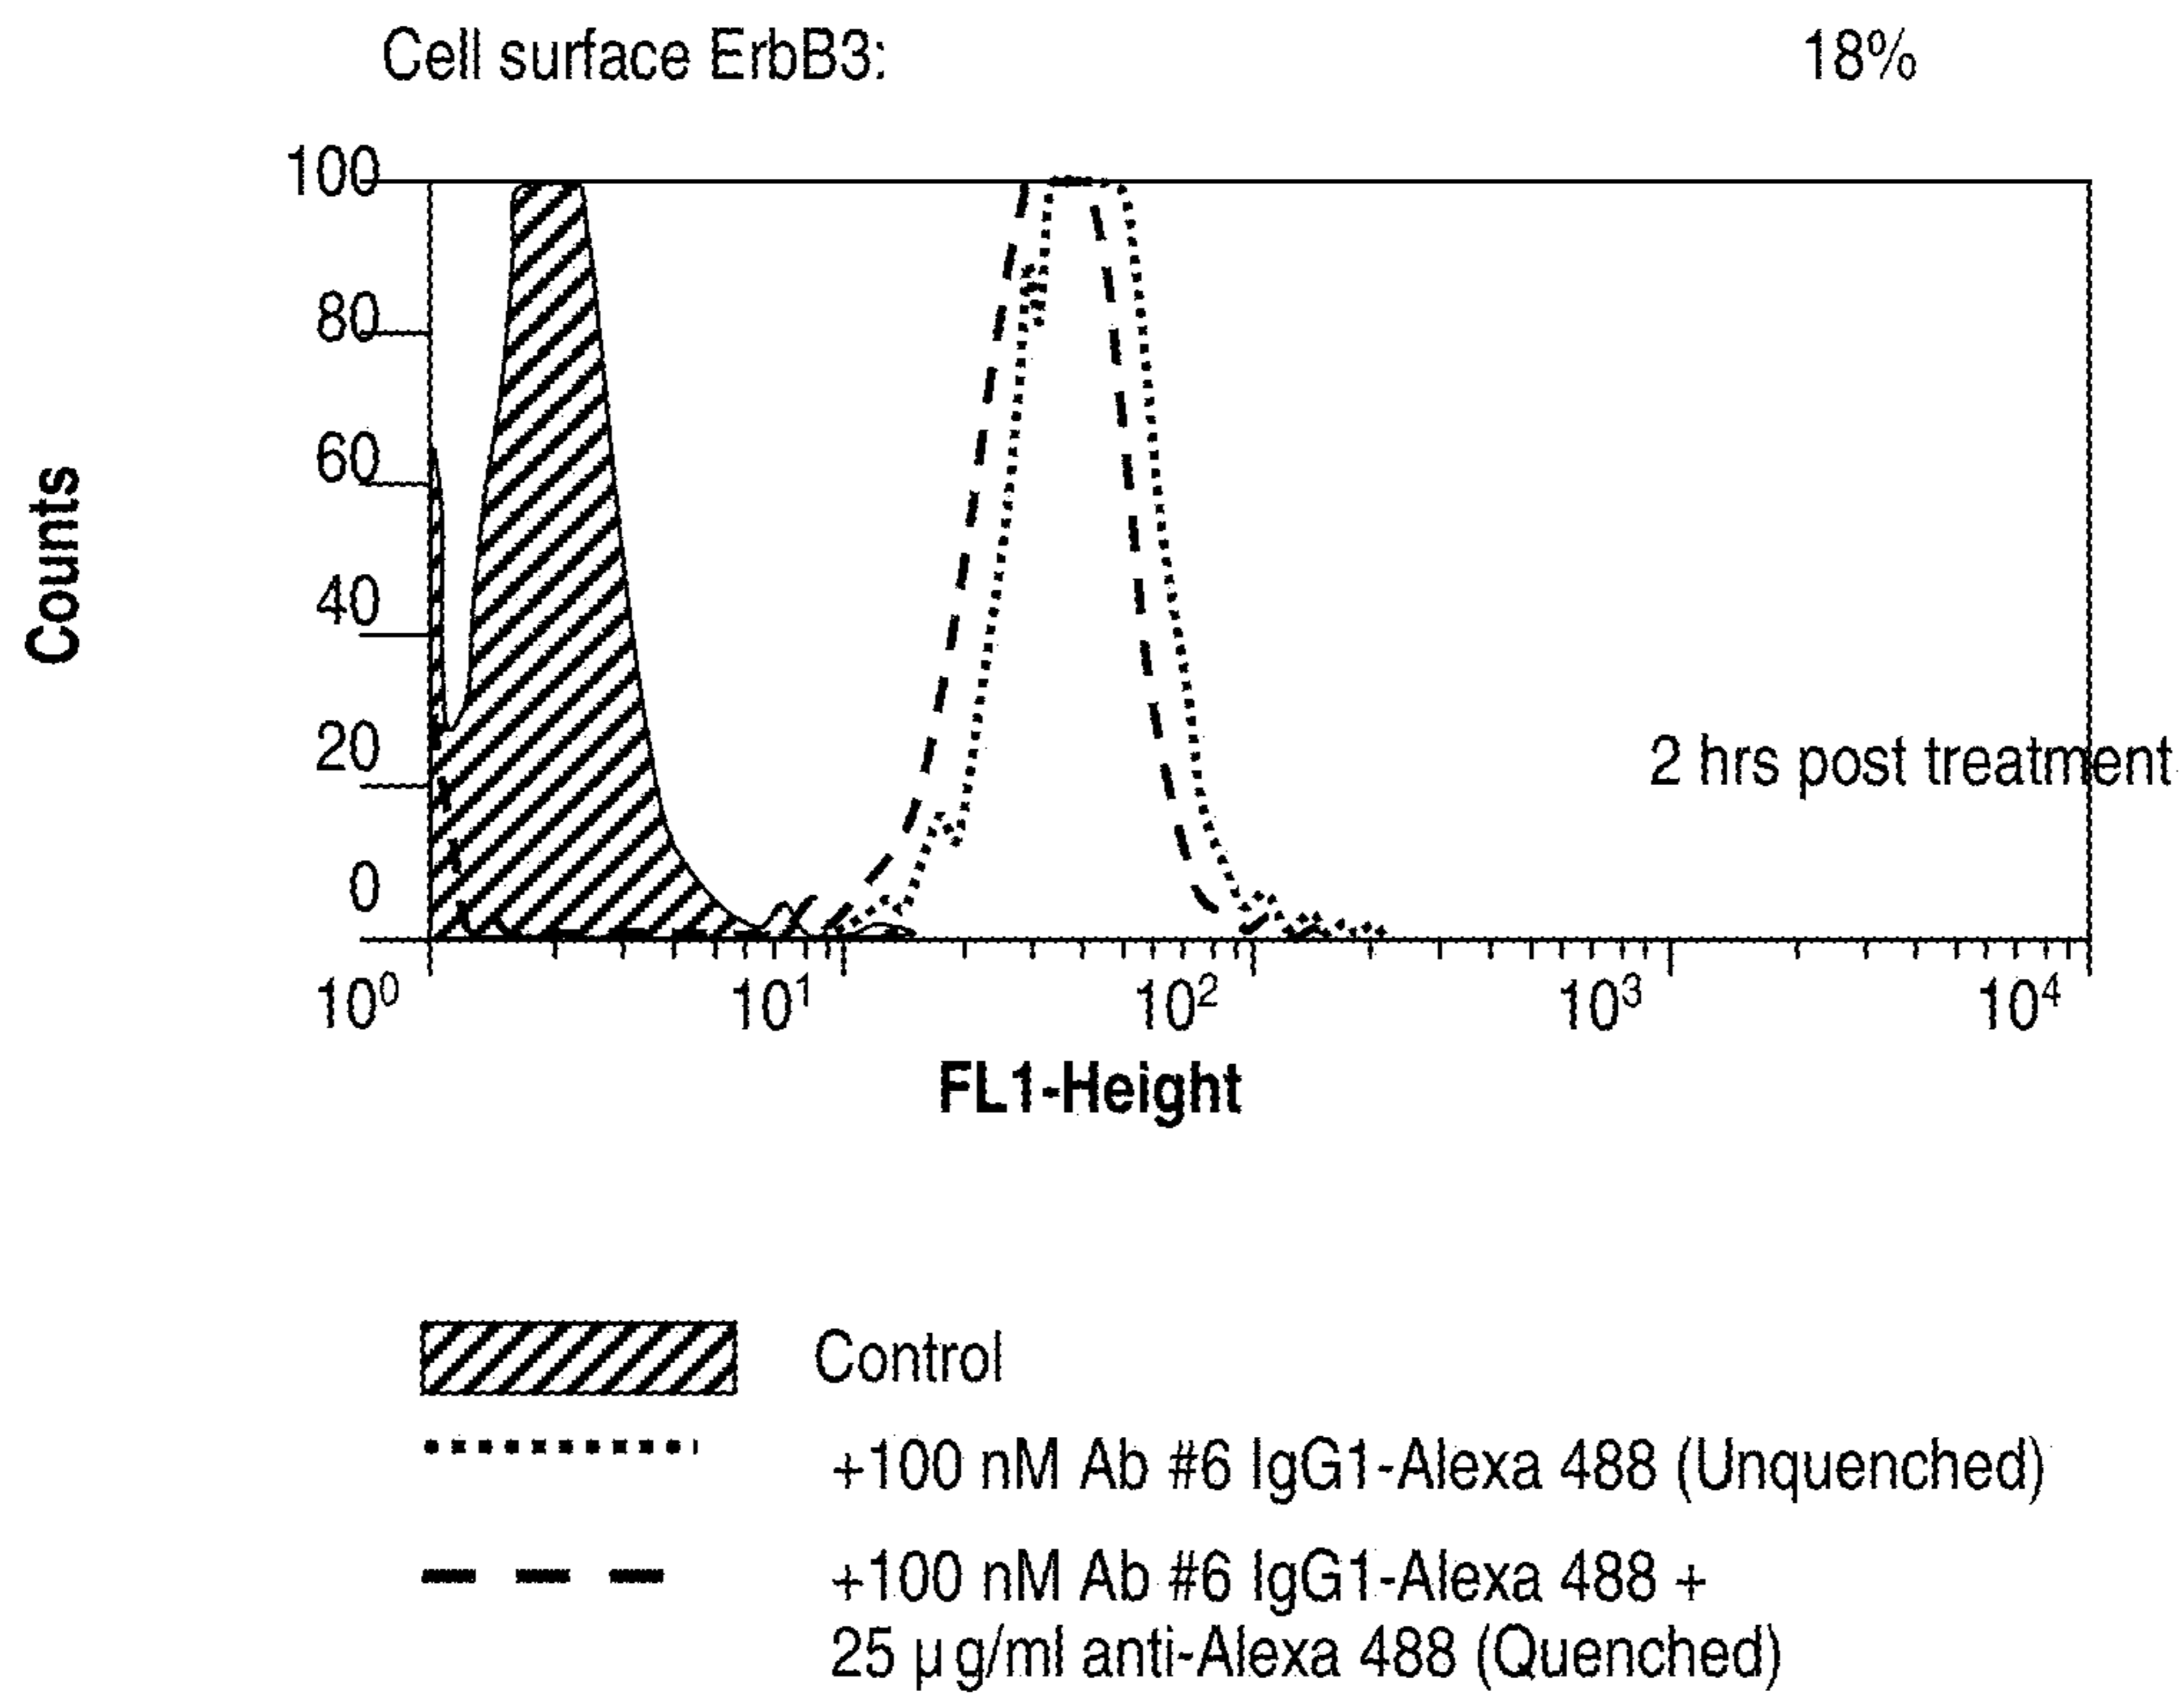 Cell surface ErbB3: 18%
100
80
60
40
20
0
Counts
2 hrs post treatment
10⁰ 10¹ 10² 10³ 10⁴
FL1-Height
Control
+100 nM Ab #6 IgG1-Alexa 488 (Unquenched)
+100 nM Ab #6 IgG1-Alexa 488 +
25 μg/ml anti-Alexa 488 (Quenched)